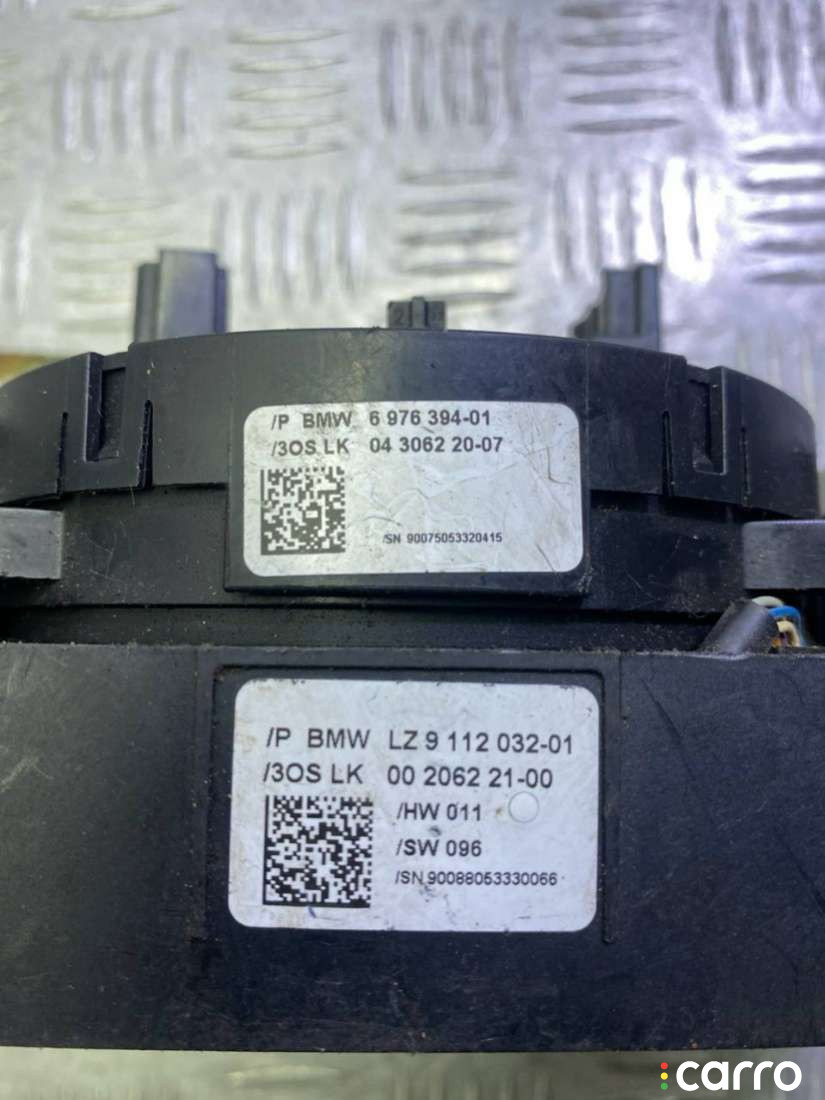 /P BMW 6 976 394-01
/3OS LK 04 3062 20-07
/SN 90075053320415
/P BMW LZ 9 112 032-01
/3OS LK 00 2062 21-00
/HW 011
/SW 096
/SN 90088053330066
carro